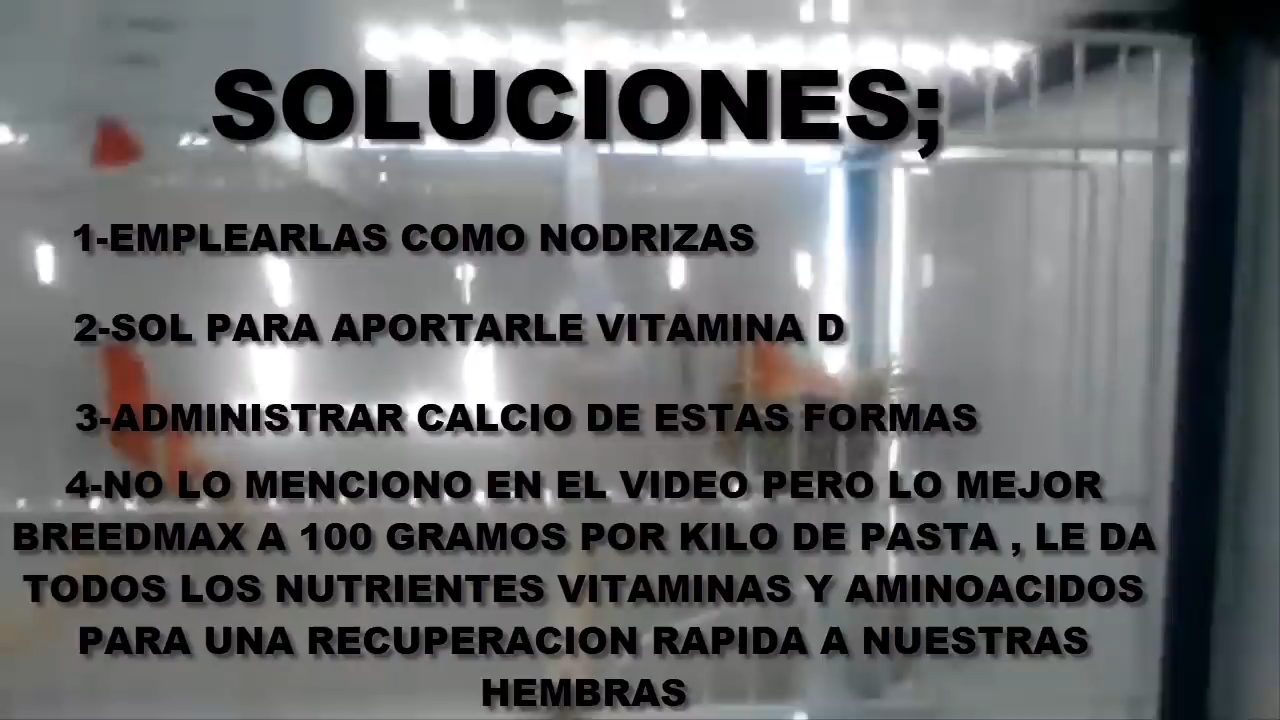 SOLUCIONES;
1-EMPLEARLAS COMO NODRIZAS
2-SOL PARA APORTARLE VITAMINA D
3-ADMINISTRAR CALCIO DE ESTAS FORMAS
4-NO LO MENCIONO EN EL VIDEO PERO LO MEJOR
BREEDMAX A 100 GRAMOS POR KILO DE PASTA , LE DA
TODOS LOS NUTRIENTES VITAMINAS Y AMINOACIDOS
PARA UNA RECUPERACION RAPIDA A NUESTRAS
HEMBRAS